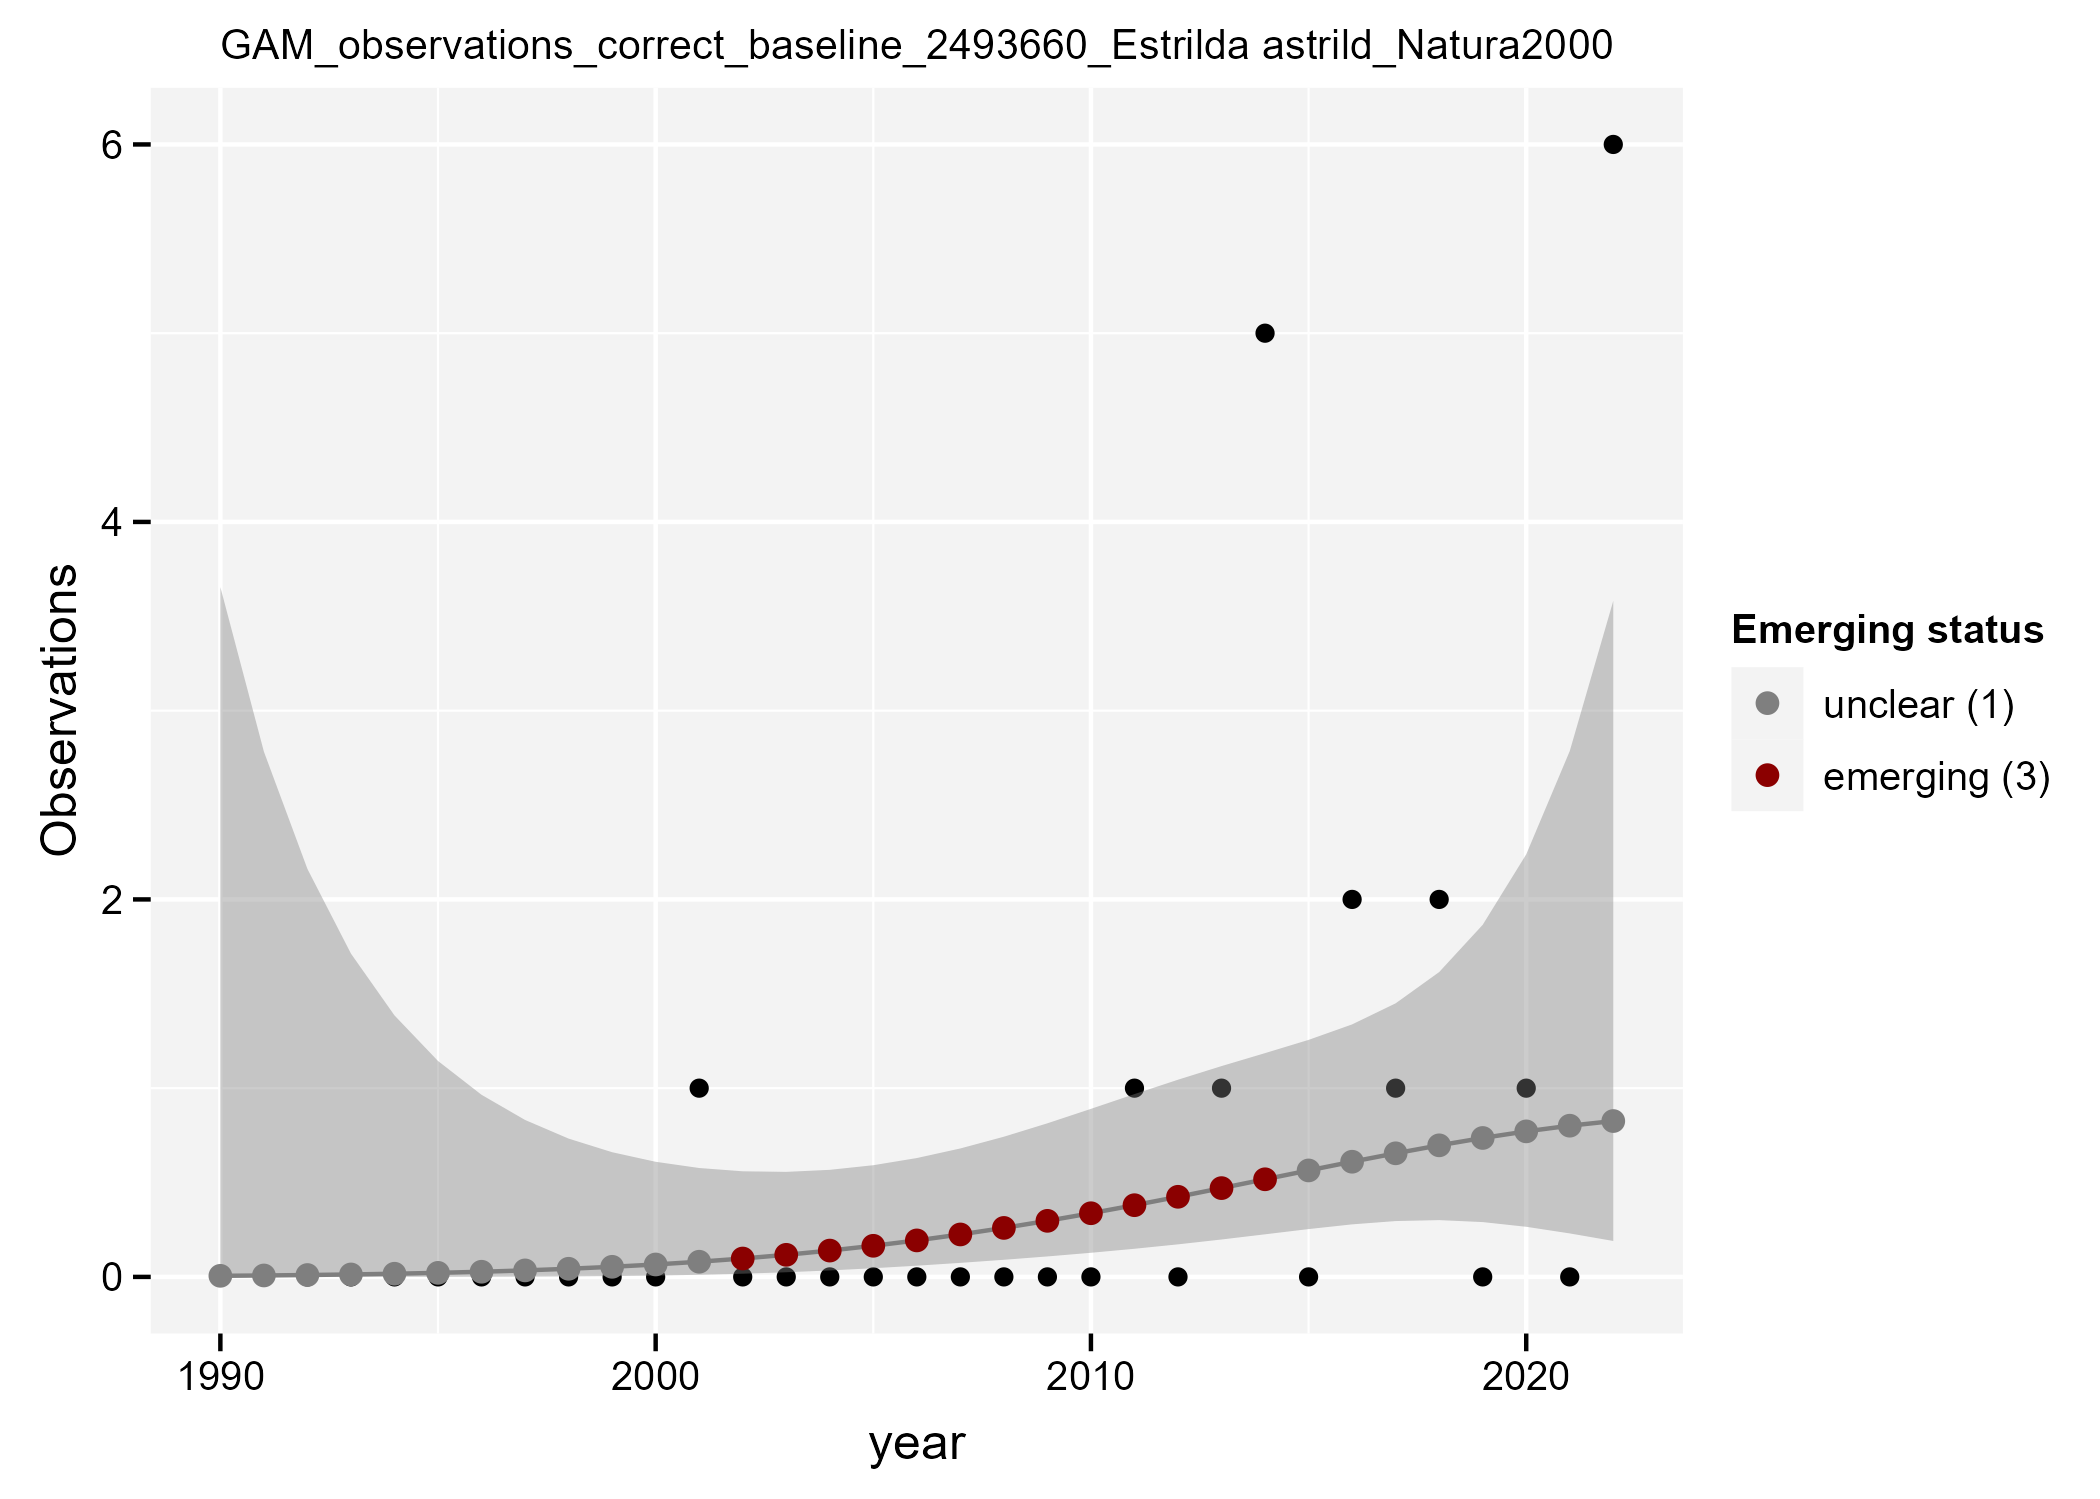 GAM_observations_correct_baseline_2493660_Estrilda astrild_Natura2000
6
4
2
0
Observations
1990
2000
2010
2020
year
Emerging status
unclear (1)
emerging (3)